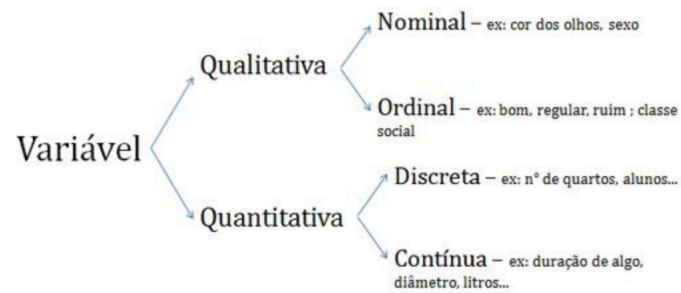 Nominal – ex: cor dos olhos, sexo
Qualitativa
Ordinal – ex: bom, regular, ruim ; classe
social
Variável
Discreta – ex: n° de quartos, alunos...
Quantitativa
Contínua – ex: duração de algo,
diâmetro, litros...